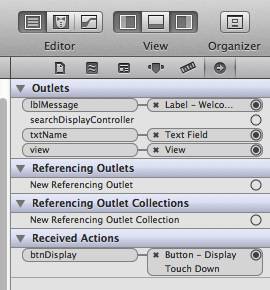 Editor View Organizer
Outlets
lblMessage Label – Welco...
searchDisplayController
txtName Text Field
view View
Referencing Outlets
New Referencing Outlet
Referencing Outlet Collections
New Referencing Outlet Collection
Received Actions
btnDisplay Button – Display
Touch Down